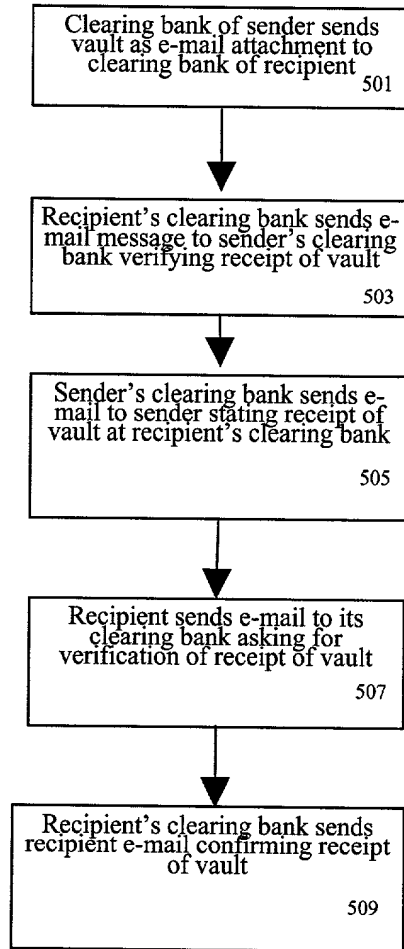 Clearing bank of sender sends
vault as e-mail attachment to
clearing bank of recipient
501
Recipient's clearing bank sends e-
mail message to sender's clearing
bank verifying receipt of vault
503
Sender's clearing bank sends e-
mail to sender stating receipt of
vault at recipient's clearing bank
505
Recipient sends e-mail to its
clearing bank asking for
verification of receipt of vault
507
Recipient's clearing bank sends
recipient e-mail confirming receipt
of vault
509